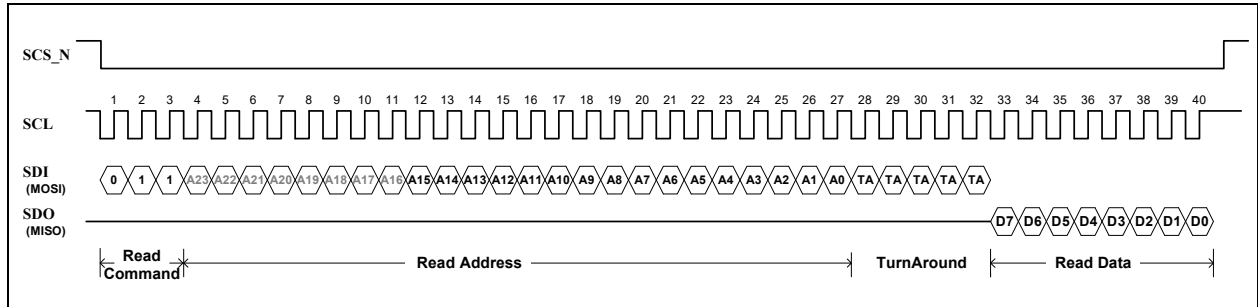 SCS_N
1 2 3 4 5 6 7 8 9 10 11 12 13 14 15 16 17 18 19 20 21 22 23 24 25 26 27 28 29 30 31 32 33 34 35 36 37 38 39 40
SCL
SDI
(MOSI)
0 1 1 A23 A22 A21 A20 A19 A18 A17 A16 A15 A14 A13 A12 A11 A10 A9 A8 A7 A6 A5 A4 A3 A2 A1 A0 TA TA TA TA TA
SDO
(MISO)
D7 D6 D5 D4 D3 D2 D1 D0
Read
Command
Read Address
TurnAround
Read Data